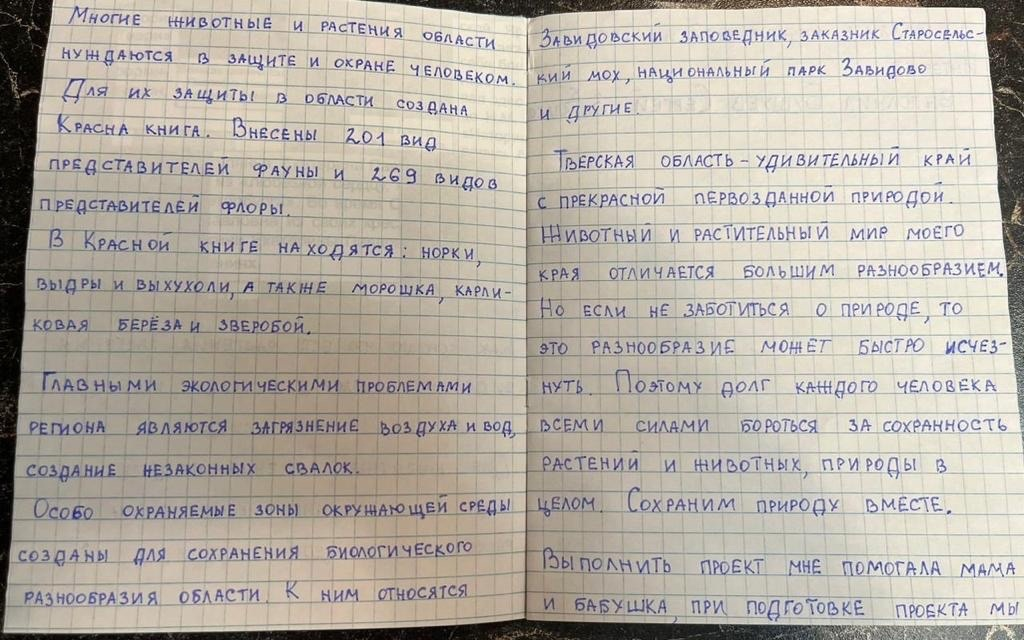 Многие животные и растения области
нуждаются в защите и охране человеком.
Для их защиты в области создана
Красна книга. Внесены 201 вид
представителей фауны и 269 видов
представителей флоры.
В Красной книге находятся: норки,
выдры и выхухоли, а также морошка, карли-
ковая берёза и зверобой.
Главными экологическими проблемами
региона являются загрязнение воздуха и вод,
создание незаконных свалок.
Особо охраняемые зоны окружающей среды
созданы для сохранения биологического
разнообразия области. К ним относятся
Завидовский заповедник, заказник Старосельс-
кий мох, национальный парк Завидово
и другие.
Тверская область – удивительный край
с прекрасной первозданной природой.
Животный и растительный мир моего
края отличается большим разнообразием.
Но если не заботиться о природе, то
это разнообразие может быстро исчез-
нуть. Поэтому долг каждого человека
всеми силами бороться за сохранность
растений и животных, природы в
целом. Сохраним природу вместе.
Выполнить проект мне помогала мама
и бабушка, при подготовке проекта мы